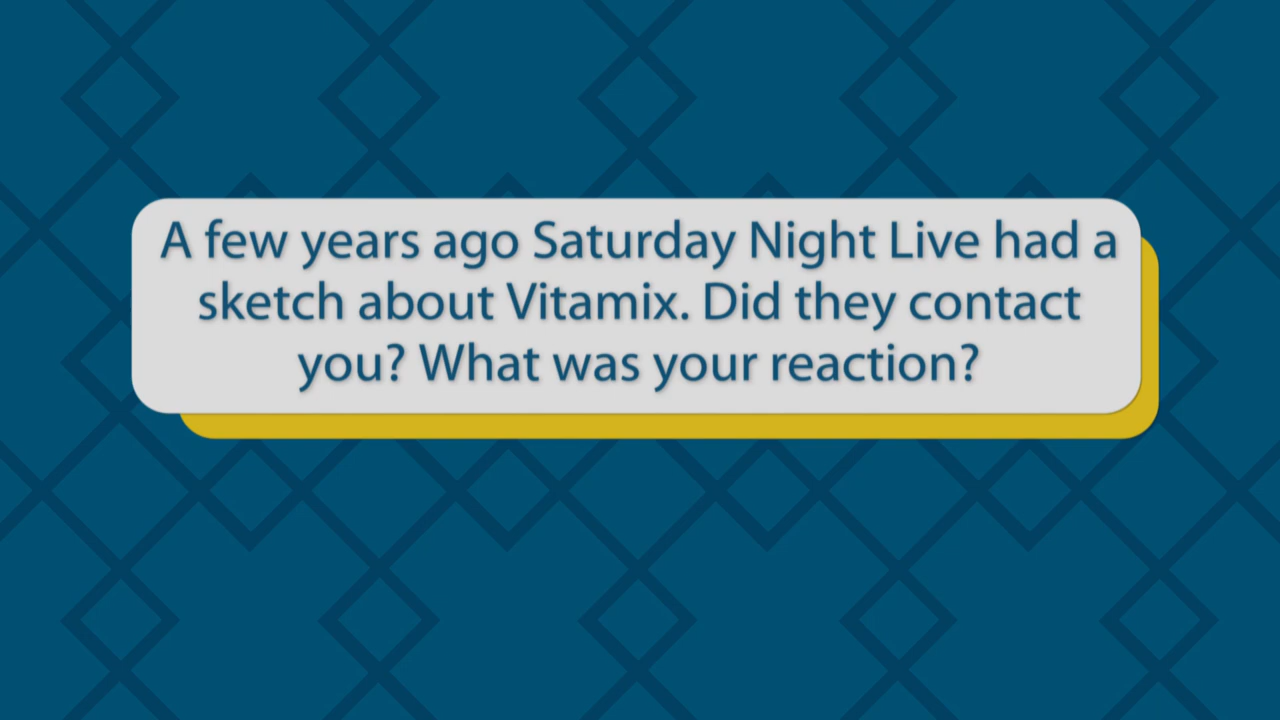 A few years ago Saturday Night Live had a
sketch about Vitamix. Did they contact
you? What was your reaction?